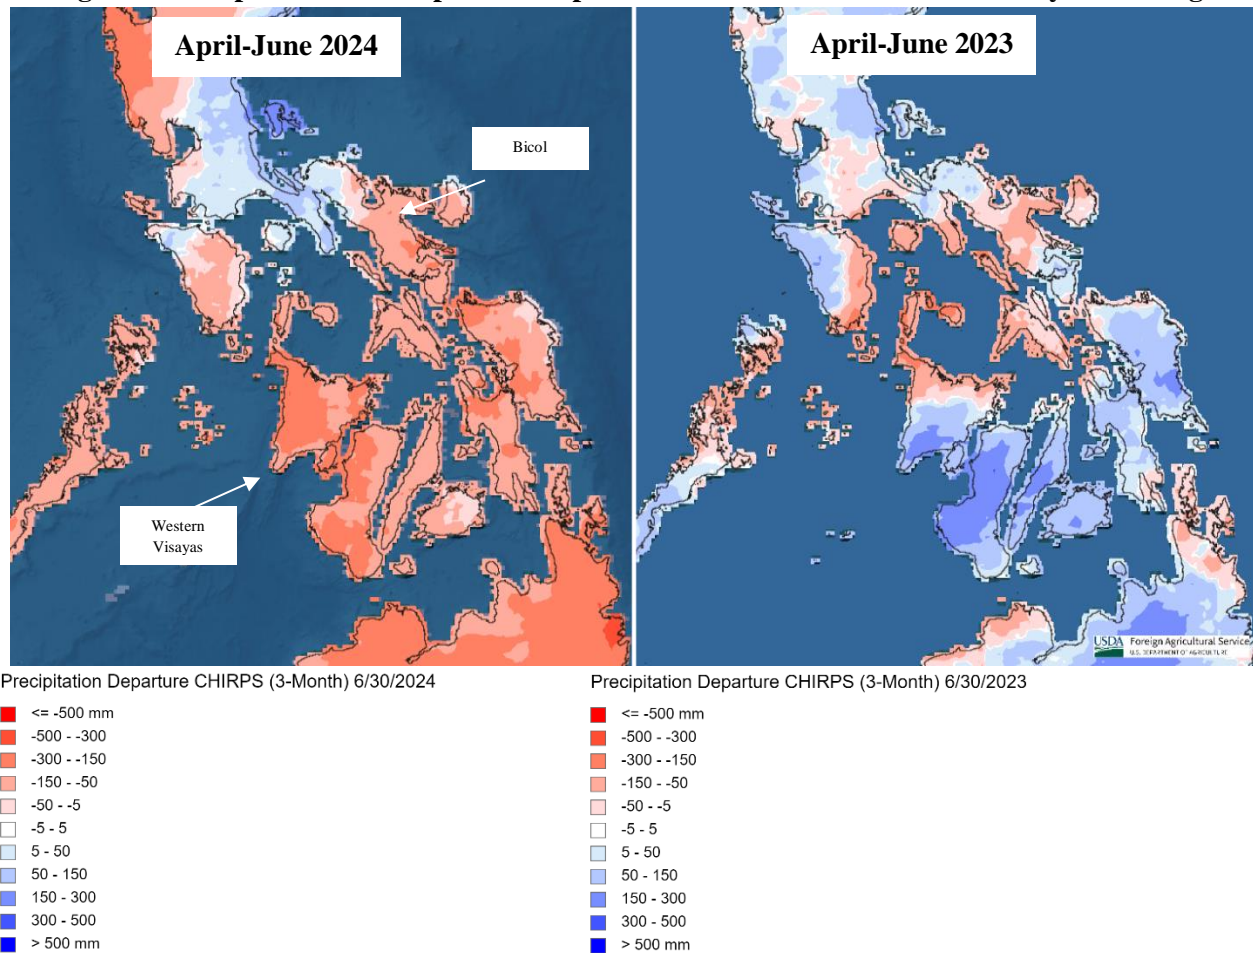 April-June 2024
April-June 2023
Bicol
Western
Visayas
USDA Foreign Agricultural Service
U.S. DEPARTMENT OF AGRICULTURE
Precipitation Departure CHIRPS (3-Month) 6/30/2024
<= -500 mm
-500 - -300
-300 - -150
-150 - -50
-50 - -5
-5 - 5
5 - 50
50 - 150
150 - 300
300 - 500
> 500 mm
Precipitation Departure CHIRPS (3-Month) 6/30/2023
<= -500 mm
-500 - -300
-300 - -150
-150 - -50
-50 - -5
-5 - 5
5 - 50
50 - 150
150 - 300
300 - 500
> 500 mm